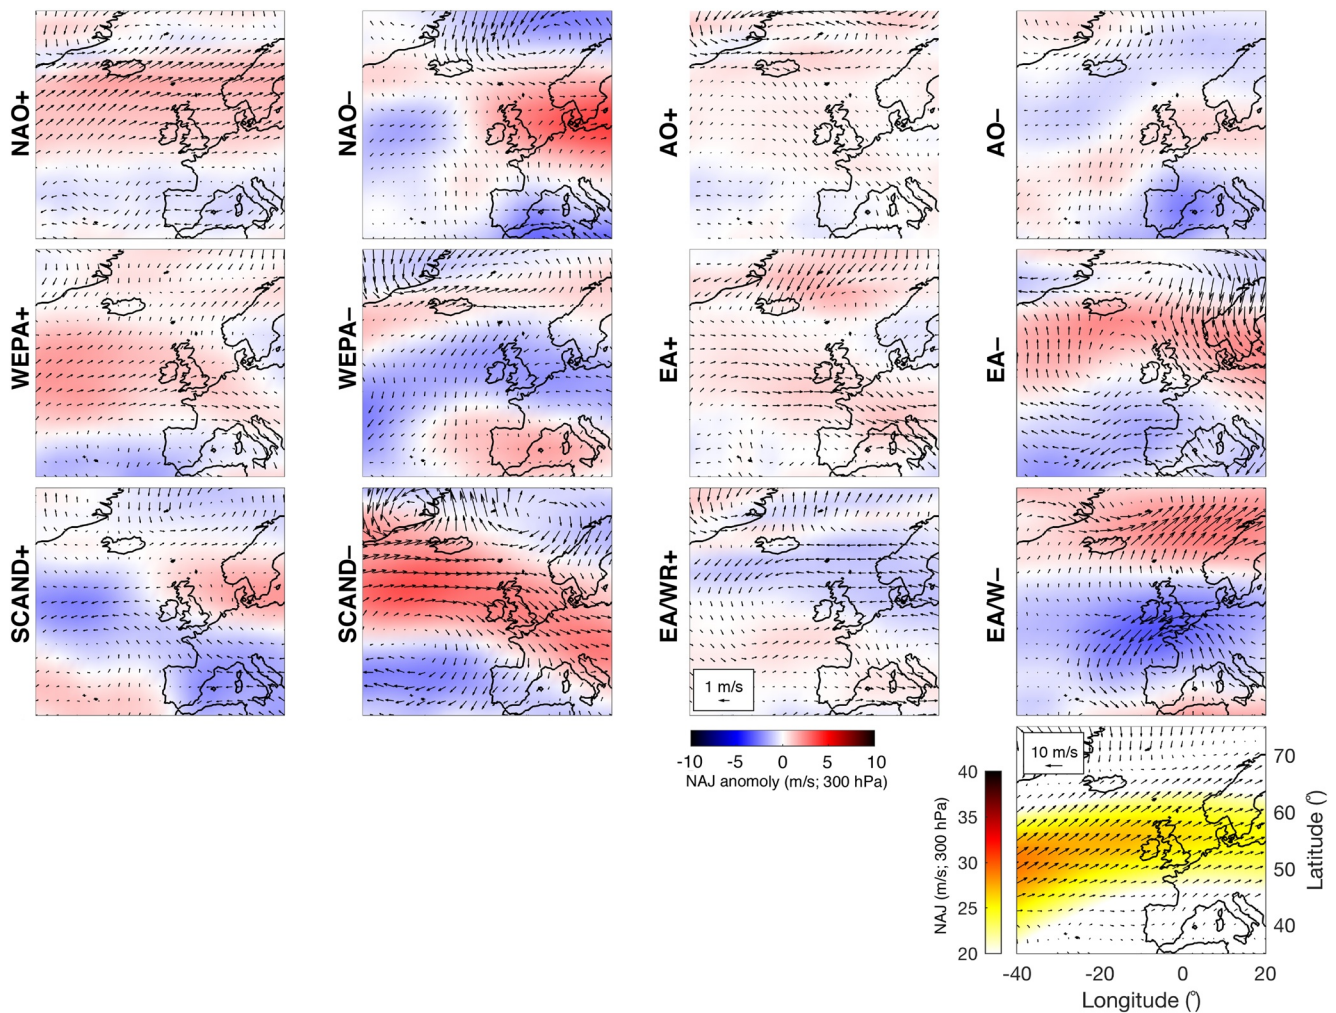 NAO+
NAO–
AO+
AO–
WEPA+
WEPA–
EA+
EA–
SCAND+
SCAND–
EA/WR+
EA/W–
1 m/s
-10 -5 0 5 10
NAJ anomoly (m/s; 300 hPa)
10 m/s
40
35
30
25
20
NAJ (m/s; 300 hPa)
70
60
50
40
Latitude (°)
-40 -20 0 20
Longitude (°)